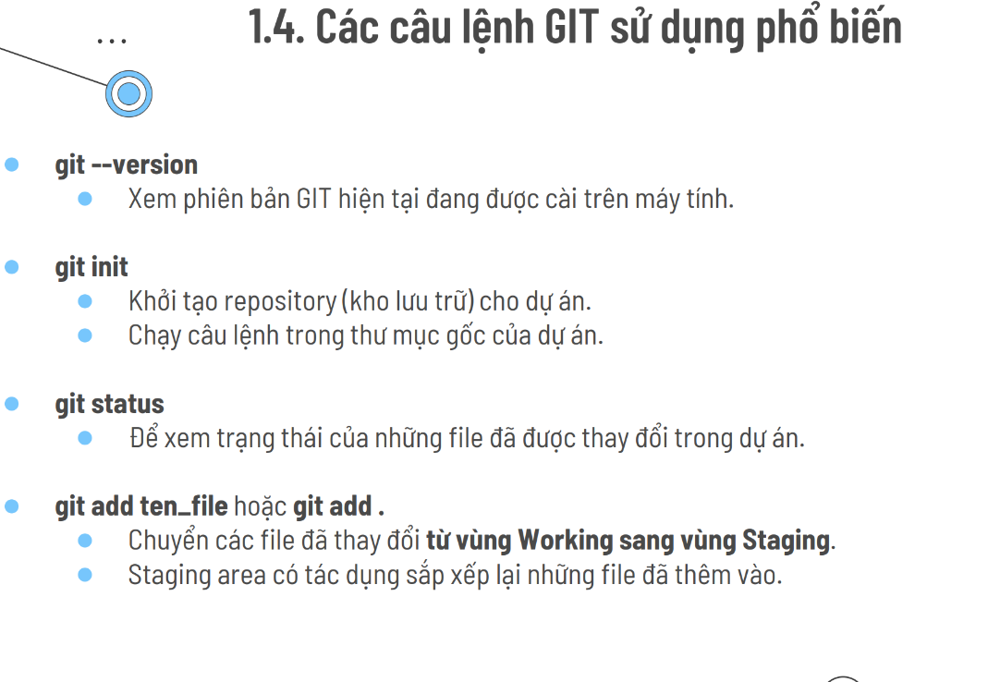 1.4. Các câu lệnh GIT sử dụng phổ biến
...
git --version
Xem phiên bản GIT hiện tại đang được cài trên máy tính.
git init
Khởi tạo repository (kho lưu trữ) cho dự án.
Chạy câu lệnh trong thư mục gốc của dự án.
git status
Để xem trạng thái của những file đã được thay đổi trong dự án.
git add ten_file hoặc git add .
Chuyển các file đã thay đổi từ vùng Working sang vùng Staging.
Staging area có tác dụng sắp xếp lại những file đã thêm vào.